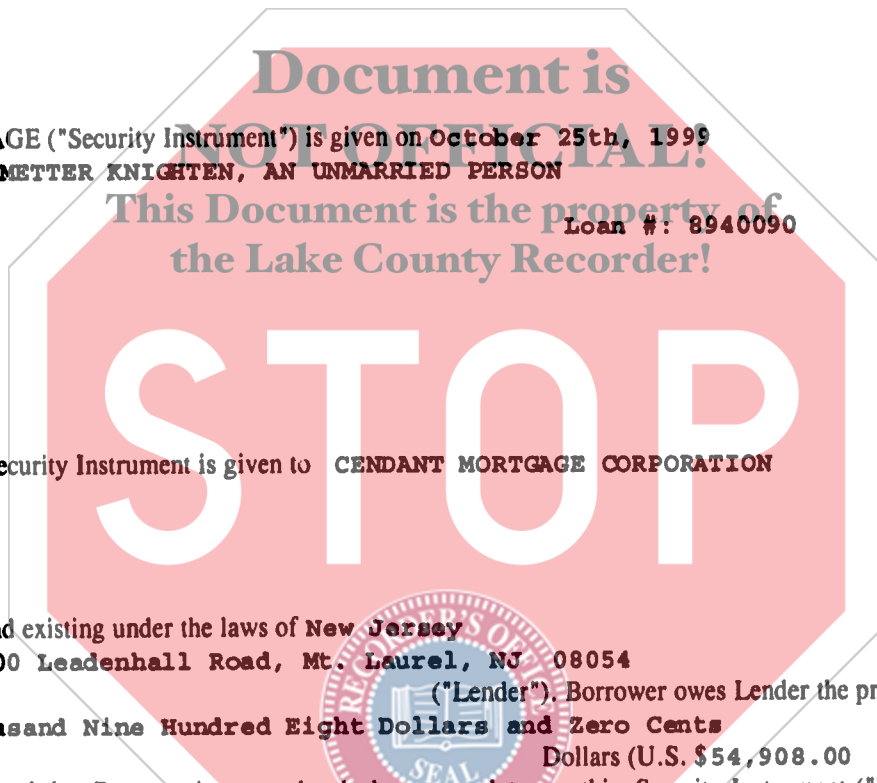 Document is
AGE ("Security Instrument") is given on October 25th, 1999
NOT OFFICIAL!
METTER KNIGHTEN, AN UNMARRIED PERSON
This Document is the property of
Loan #: 8940090
the Lake County Recorder!
STOP
ecurity Instrument is given to CENDANT MORTGAGE CORPORATION
d existing under the laws of New Jersey
00 Leadenhall Road, Mt. Laurel, NJ 08054
RECORDER'S OFFICE
("Lender"). Borrower owes Lender the pr
usand Nine Hundred Eight Dollars and Zero Cents
Dollars (U.S. $54,908.00
SEAL